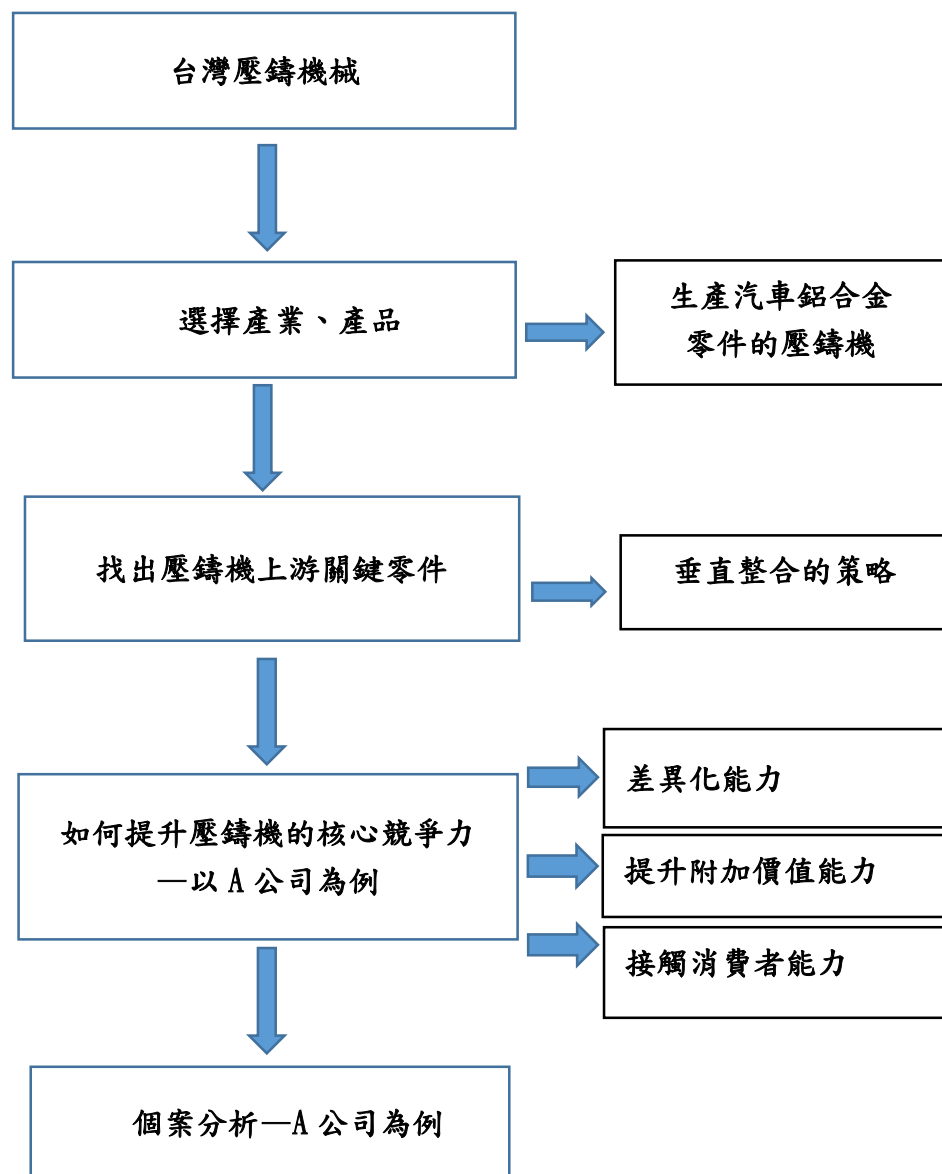 台灣壓鑄機械
選擇產業、產品
生產汽車鋁合金
零件的壓鑄機
找出壓鑄機上游關鍵零件
垂直整合的策略
如何提升壓鑄機的核心競爭力
—以 A 公司為例
差異化能力
提升附加價值能力
接觸消費者能力
個案分析—A 公司為例